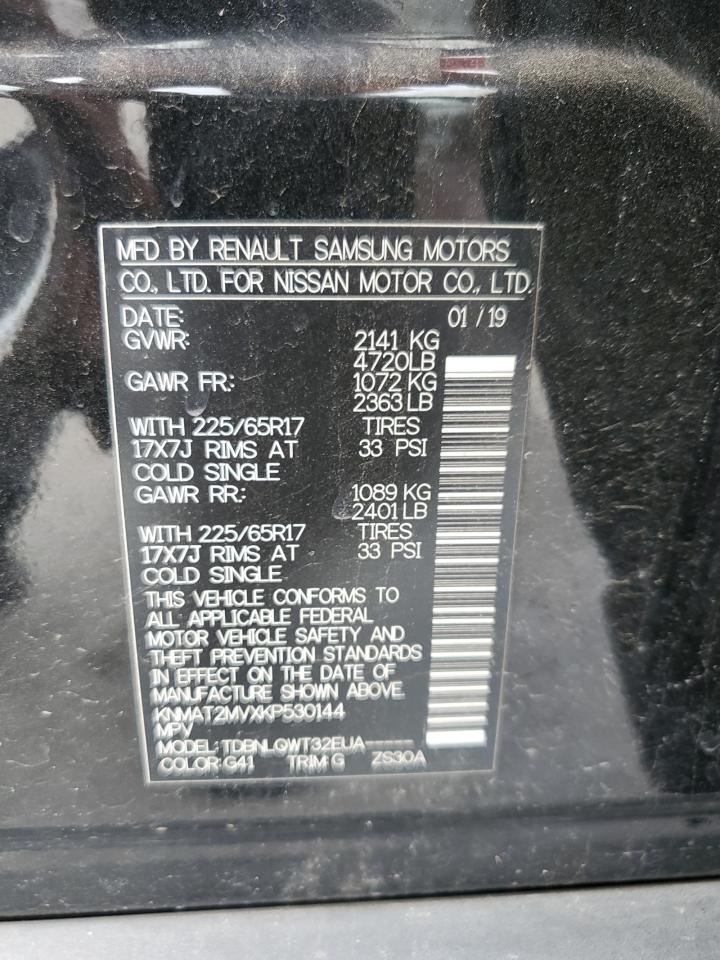 MFD BY RENAULT SAMSUNG MOTORS
CO., LTD. FOR NISSAN MOTOR CO., LTD.
DATE: 01 / 19
GVWR: 2141 KG
4720LB
GAWR FR.: 1072 KG
2363 LB
WITH 225/65R17 TIRES
17X7J RIMS AT 33 PSI
COLD SINGLE
GAWR RR.: 1089 KG
2401 LB
WITH 225/65R17 TIRES
17X7J RIMS AT 33 PSI
COLD SINGLE
THIS VEHICLE CONFORMS TO
ALL APPLICABLE FEDERAL
MOTOR VEHICLE SAFETY AND
THEFT PREVENTION STANDARDS
IN EFFECT ON THE DATE OF
MANUFACTURE SHOWN ABOVE.
KNMAT2MVXKP530144
MPV
MODEL: TDBNLQWT32EUA-----
COLOR: G41 TRIM: G ZS30A